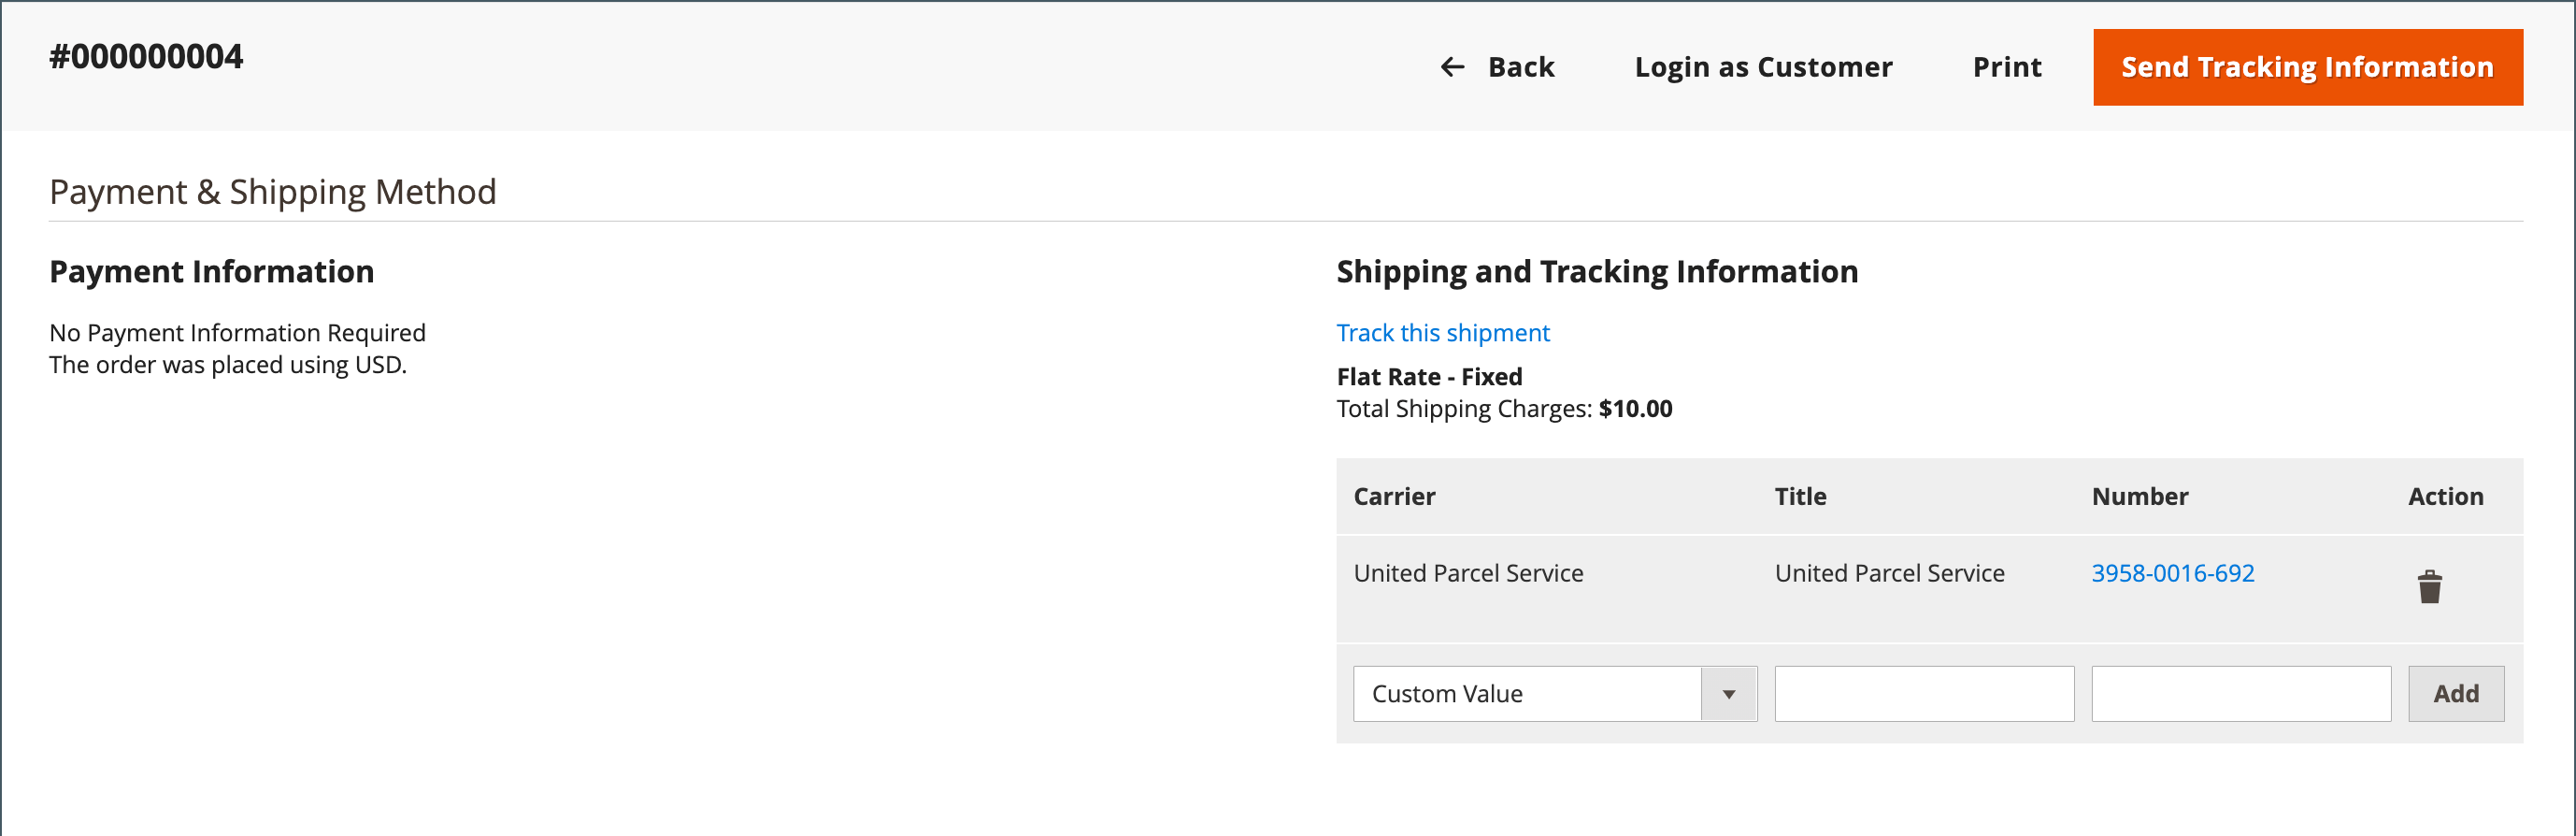 #000000004
← Back Login as Customer Print Send Tracking Information
Payment & Shipping Method
Payment Information
No Payment Information Required
The order was placed using USD.
Shipping and Tracking Information
Track this shipment
Flat Rate - Fixed
Total Shipping Charges: $10.00
Carrier Title Number Action
United Parcel Service United Parcel Service 3958-0016-692
Custom Value Add